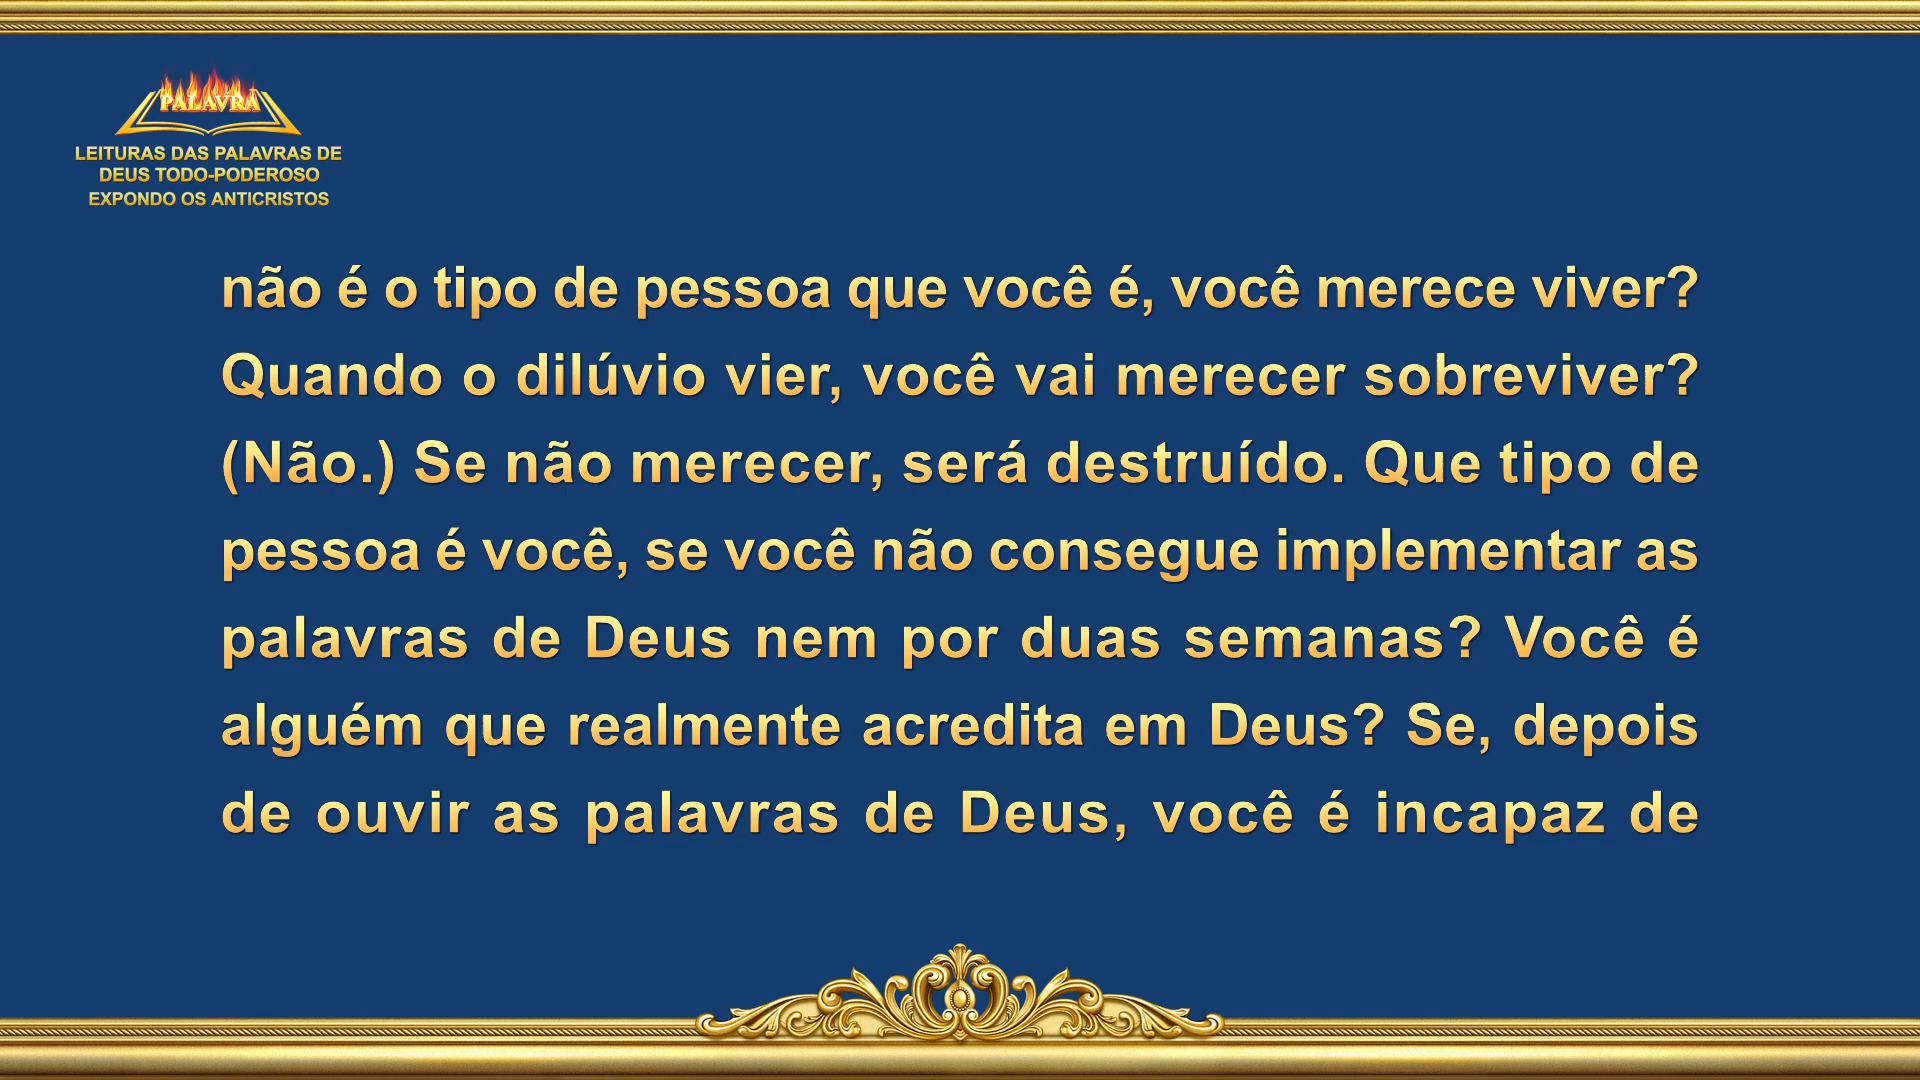 PALAVRA
LEITURAS DAS PALAVRAS DE
DEUS TODO-PODEROSO
EXPONDO OS ANTICRISTOS
não é o tipo de pessoa que você é, você merece viver?
Quando o dilúvio vier, você vai merecer sobreviver?
(Não.) Se não merecer, será destruído. Que tipo de
pessoa é você, se você não consegue implementar as
palavras de Deus nem por duas semanas? Você é
alguém que realmente acredita em Deus? Se, depois
de ouvir as palavras de Deus, você é incapaz de